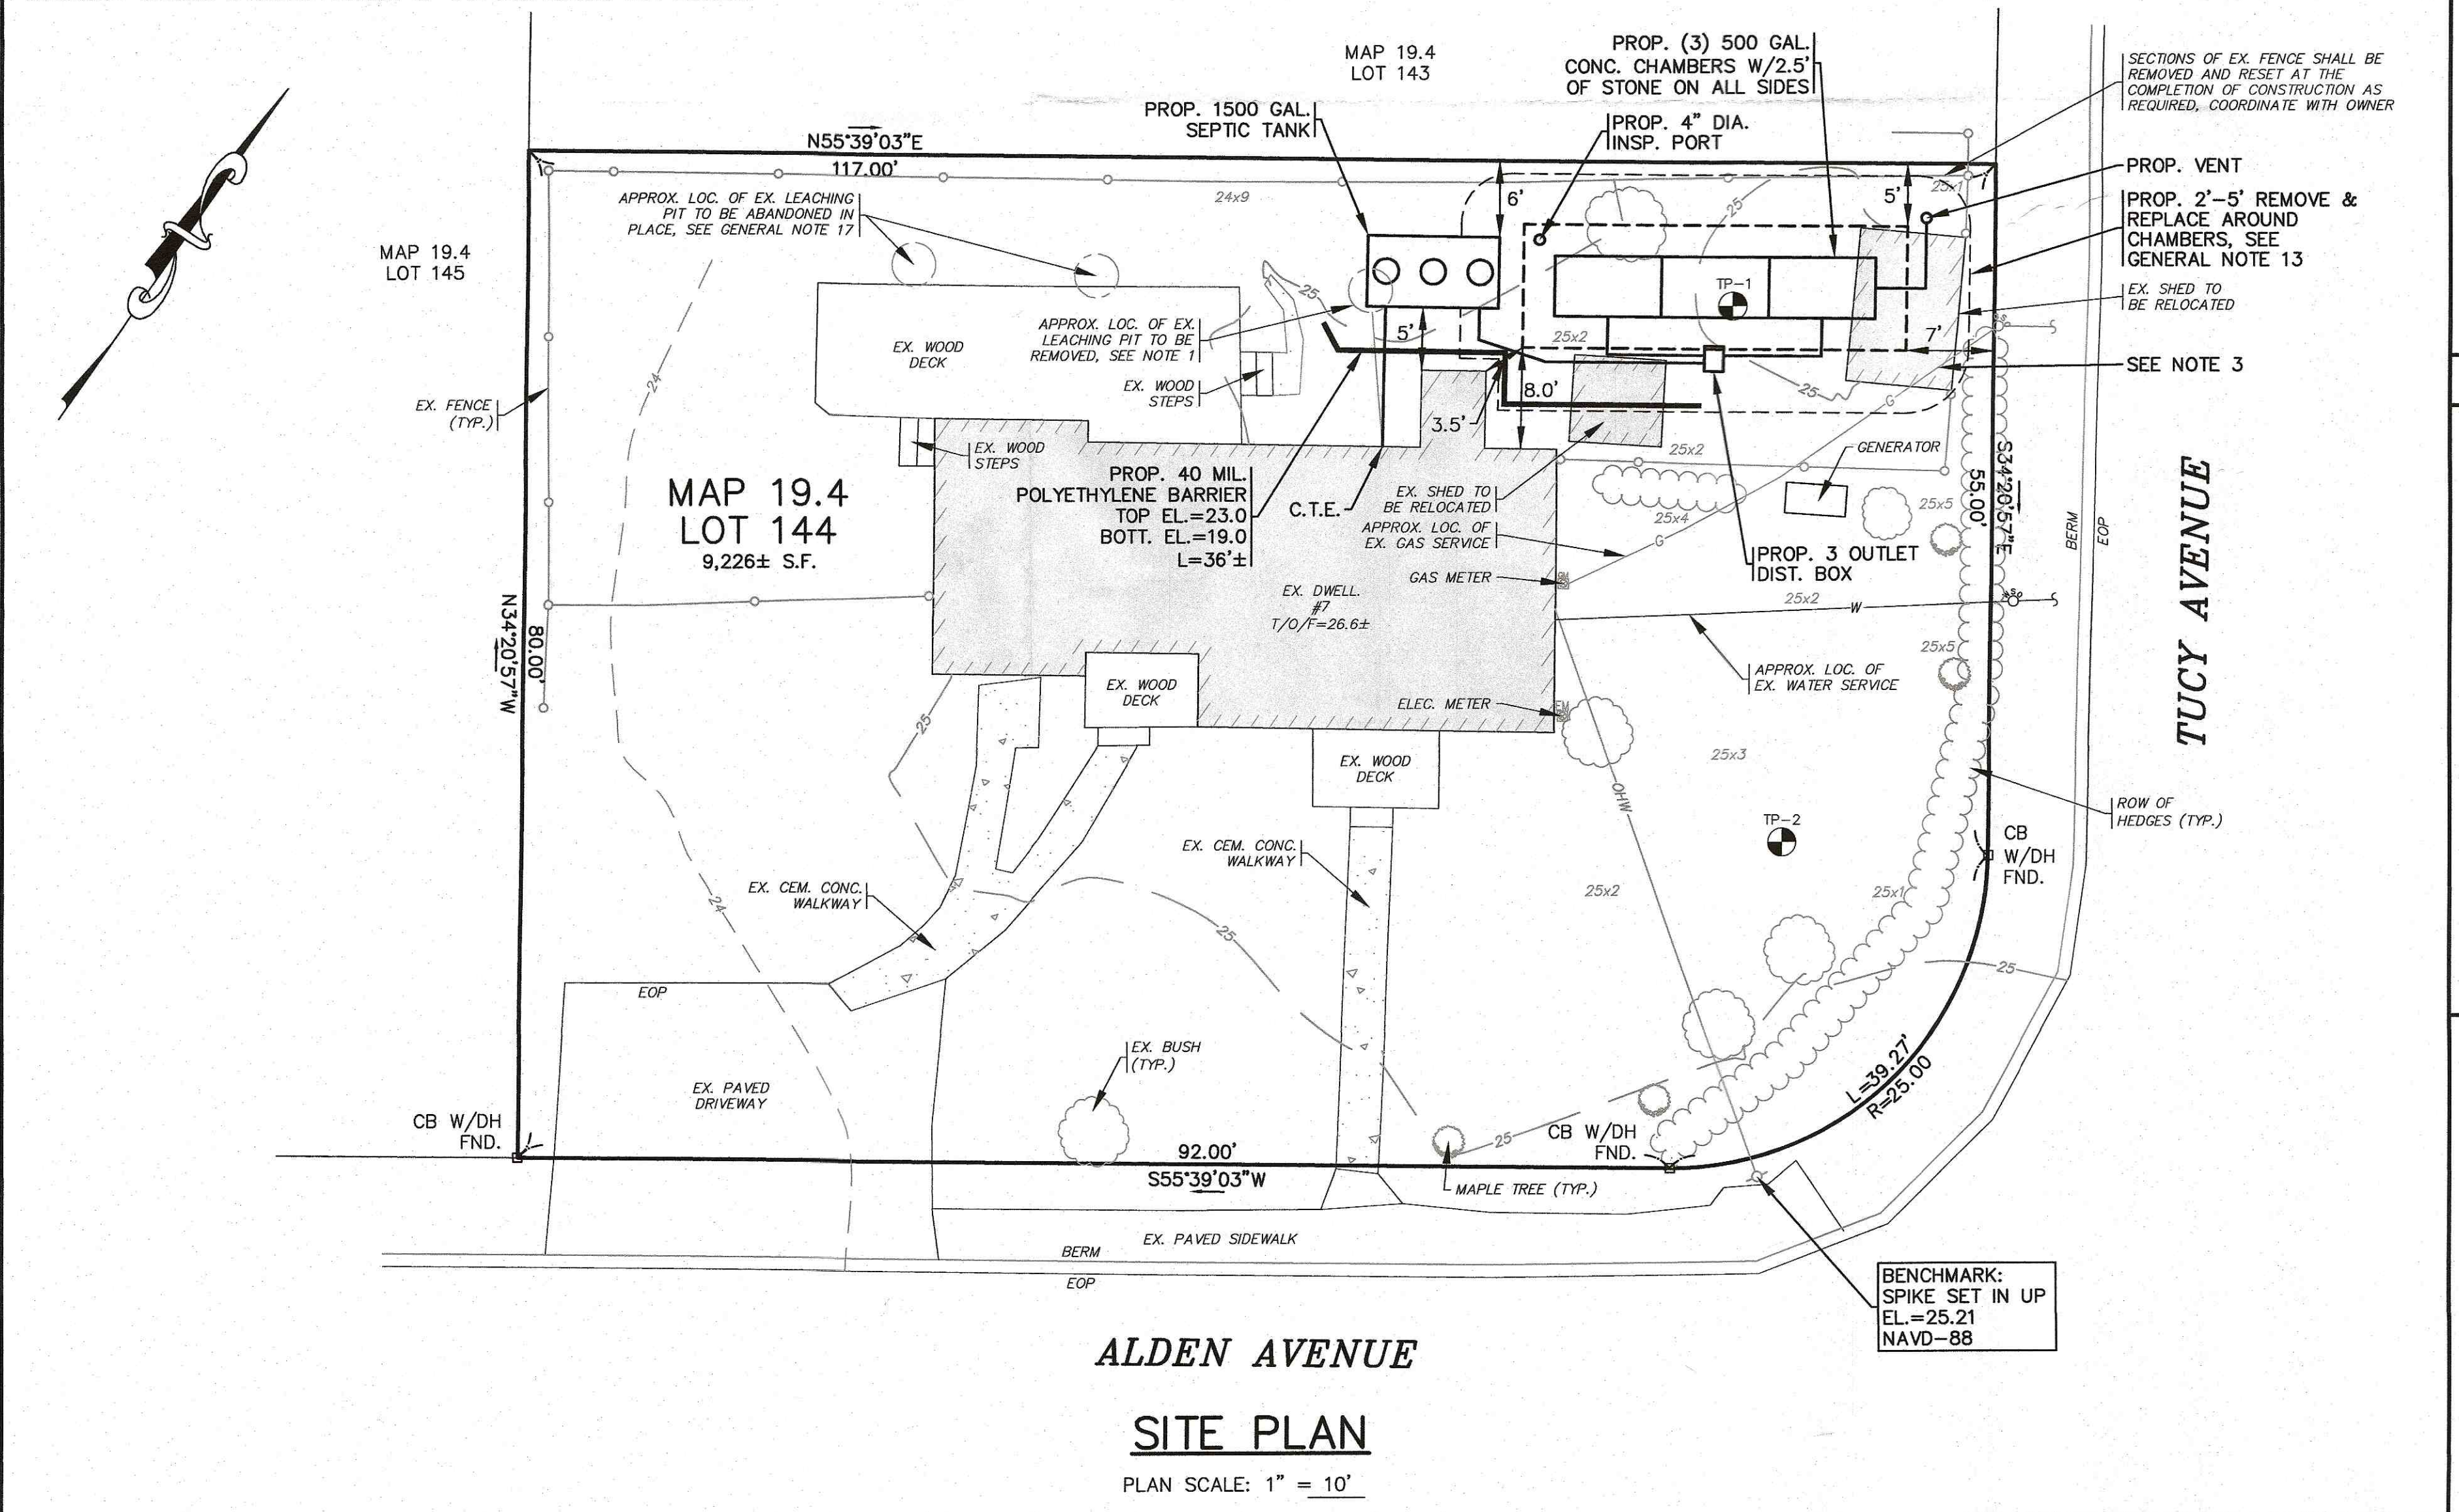 MAP 19.4
LOT 143
PROP. (3) 500 GAL.
CONC. CHAMBERS W/2.5'
OF STONE ON ALL SIDES
SECTIONS OF EX. FENCE SHALL BE
REMOVED AND RESET AT THE
COMPLETION OF CONSTRUCTION AS
REQUIRED, COORDINATE WITH OWNER
PROP. 1500 GAL.
SEPTIC TANK
PROP. 4" DIA.
INSP. PORT
N55°39'03"E
117.00'
PROP. VENT
APPROX. LOC. OF EX. LEACHING
PIT TO BE ABANDONED IN
PLACE, SEE GENERAL NOTE 17
24x9
6'
25
5'
25x1
PROP. 2'-5' REMOVE &
REPLACE AROUND
CHAMBERS, SEE
GENERAL NOTE 13
MAP 19.4
LOT 145
TP-1
EX. SHED TO
BE RELOCATED
25
APPROX. LOC. OF EX.
LEACHING PIT TO BE
REMOVED, SEE NOTE 1
5'
25x2
7'
EX. WOOD
DECK
SEE NOTE 3
24
EX. WOOD
STEPS
8.0'
25
G
EX. FENCE
(TYP.)
3.5'
EX. WOOD
STEPS
25x2
GENERATOR
S34°20'57"E
55.00'
MAP 19.4
LOT 144
9,226± S.F.
PROP. 40 MIL.
POLYETHYLENE BARRIER
TOP EL.=23.0
BOTT. EL.=19.0
L=36'±
C.T.E.
EX. SHED TO
BE RELOCATED
APPROX. LOC. OF
EX. GAS SERVICE
25x4
G
25x5
BERM
EOP
TUCY AVENUE
PROP. 3 OUTLET
DIST. BOX
GAS METER
GM
EX. DWELL.
#7
T/O/F=26.6±
25x2
W
N34°20'57"W
80.00'
25x5
APPROX. LOC. OF
EX. WATER SERVICE
EX. WOOD
DECK
ELEC. METER
EM
25
25x3
EX. WOOD
DECK
OHW
ROW OF
HEDGES (TYP.)
TP-2
CB
W/DH
FND.
EX. CEM. CONC.
WALKWAY
EX. CEM. CONC.
WALKWAY
24
25x2
25x1
25
25
EOP
EX. BUSH
(TYP.)
EX. PAVED
DRIVEWAY
L=39.27'
R=25.00
CB W/DH
FND.
25
CB W/DH
FND.
92.00'
S55°39'03"W
MAPLE TREE (TYP.)
EX. PAVED SIDEWALK
BERM
EOP
BENCHMARK:
SPIKE SET IN UP
EL.=25.21
NAVD-88
ALDEN AVENUE
SITE PLAN
PLAN SCALE: 1" = 10'